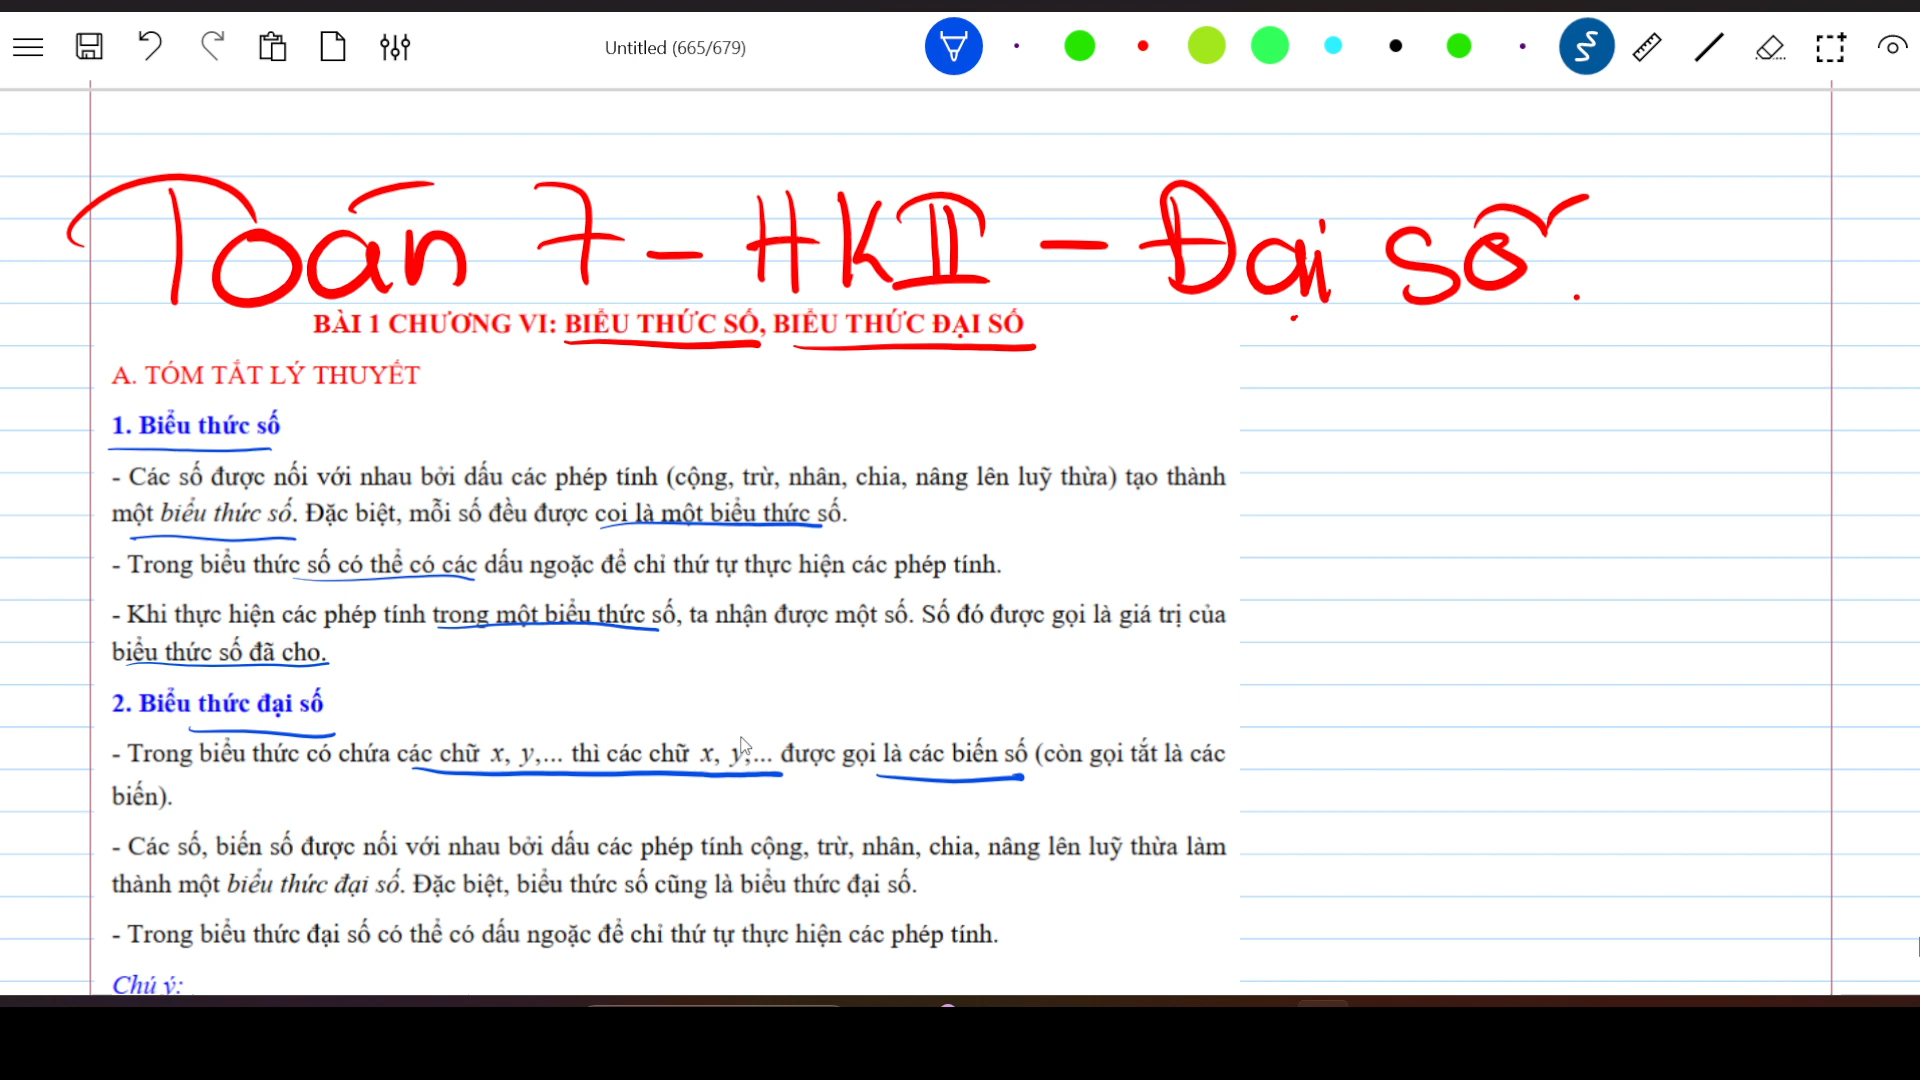 Untitled (665/679)
Toán 7 - HKII - Đại số.
BÀI 1 CHƯƠNG VI: BIỂU THỨC SỐ, BIỂU THỨC ĐẠI SỐ
A. TÓM TẮT LÝ THUYẾT
1. Biểu thức số
- Các số được nối với nhau bởi dấu các phép tính (cộng, trừ, nhân, chia, nâng lên luỹ thừa) tạo thành
một biểu thức số. Đặc biệt, mỗi số đều được coi là một biểu thức số.
- Trong biểu thức số có thể có các dấu ngoặc để chỉ thứ tự thực hiện các phép tính.
- Khi thực hiện các phép tính trong một biểu thức số, ta nhận được một số. Số đó được gọi là giá trị của
biểu thức số đã cho.
2. Biểu thức đại số
- Trong biểu thức có chứa các chữ x, y,... thì các chữ x, y,... được gọi là các biến số (còn gọi tắt là các
biến).
- Các số, biến số được nối với nhau bởi dấu các phép tính cộng, trừ, nhân, chia, nâng lên luỹ thừa làm
thành một biểu thức đại số. Đặc biệt, biểu thức số cũng là biểu thức đại số.
- Trong biểu thức đại số có thể có dấu ngoặc để chỉ thứ tự thực hiện các phép tính.
Chú ý: